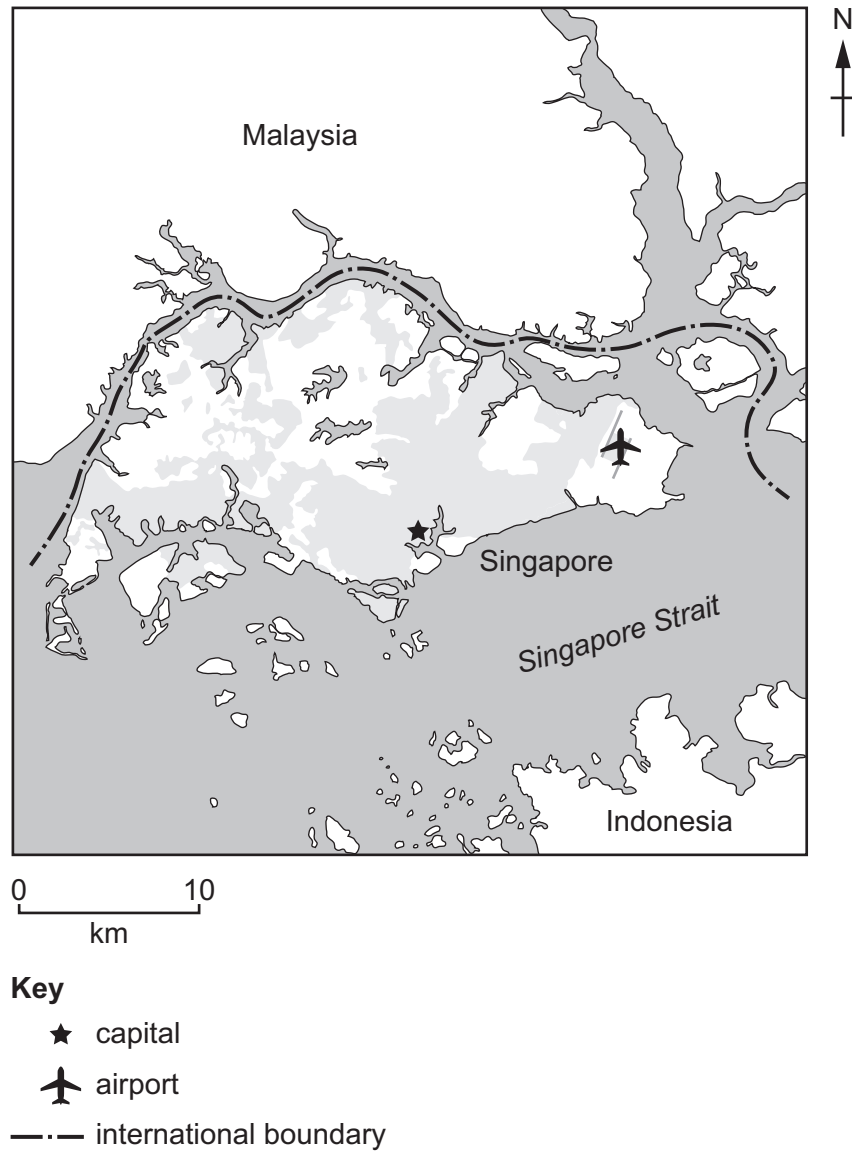 N
Malaysia
Singapore
Singapore Strait
Indonesia
0 10
km
Key
capital
airport
international boundary